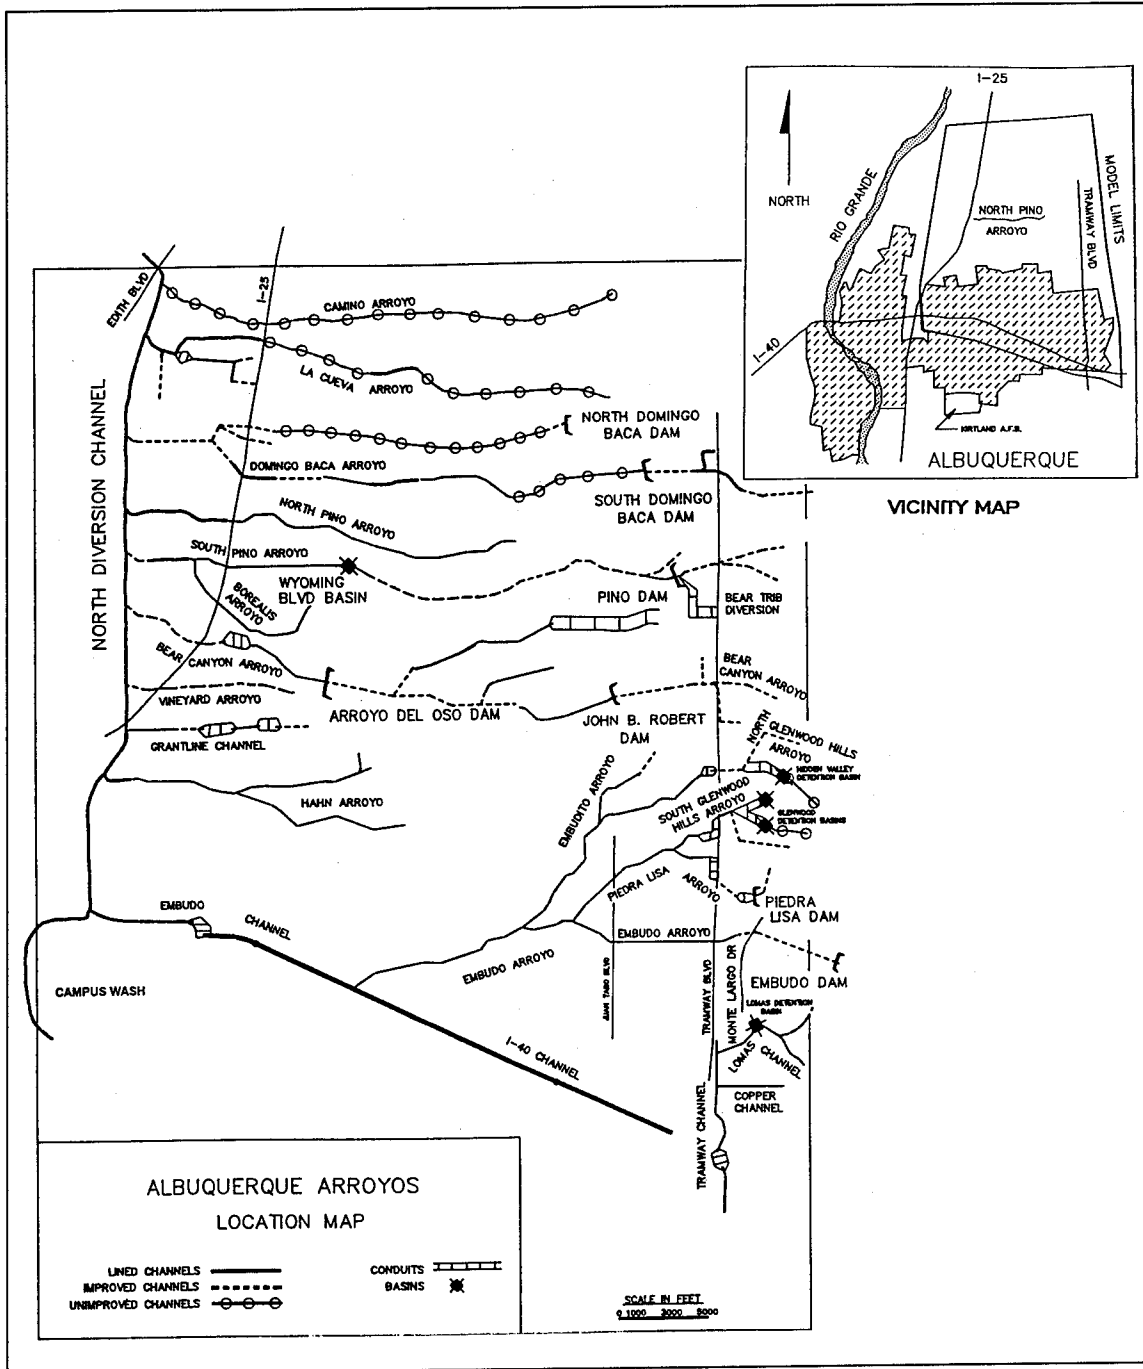 I-25
NORTH
RIO GRANDE
NORTH PINO
ARROYO
MODEL LIMITS
TRAMWAY BLVD
I-40
KIRTLAND A.F.B.
ALBUQUERQUE
VICINITY MAP
EDITH BLVD
I-25
CAMINO ARROYO
LA CUEVA ARROYO
NORTH DIVERSION CHANNEL
NORTH DOMINGO
BACA DAM
DOMINGO BACA ARROYO
SOUTH DOMINGO
BACA DAM
NORTH PINO ARROYO
SOUTH PINO ARROYO
WYOMING
BLVD BASIN
BOREALIS
ARROYO
PINO DAM
BEAR TRIB
DIVERSION
BEAR CANYON ARROYO
BEAR
CANYON ARROYO
VINEYARD ARROYO
ARROYO DEL OSO DAM
JOHN B. ROBERT
DAM
GRANTLINE CHANNEL
NORTH GLENWOOD HILLS
ARROYO
HIDDEN VALLEY
DETENTION BASIN
HAHN ARROYO
EMBUDITO ARROYO
SOUTH GLENWOOD
HILLS ARROYO
GLENWOOD
DETENTION BASINS
PIEDRA LISA ARROYO
PIEDRA
LISA DAM
EMBUDO
CHANNEL
EMBUDO ARROYO
EMBUDO ARROYO
JUAN TABO BLVD
TRAMWAY BLVD
MONTE LARGO DR
EMBUDO DAM
LOMAS DETENTION
BASIN
CAMPUS WASH
LOMAS CHANNEL
I-40 CHANNEL
COPPER
CHANNEL
TRAMWAY CHANNEL
ALBUQUERQUE ARROYOS
LOCATION MAP
LINED CHANNELS
IMPROVED CHANNELS
UNIMPROVED CHANNELS
CONDUITS
BASINS
SCALE IN FEET
0 1000 3000 5000